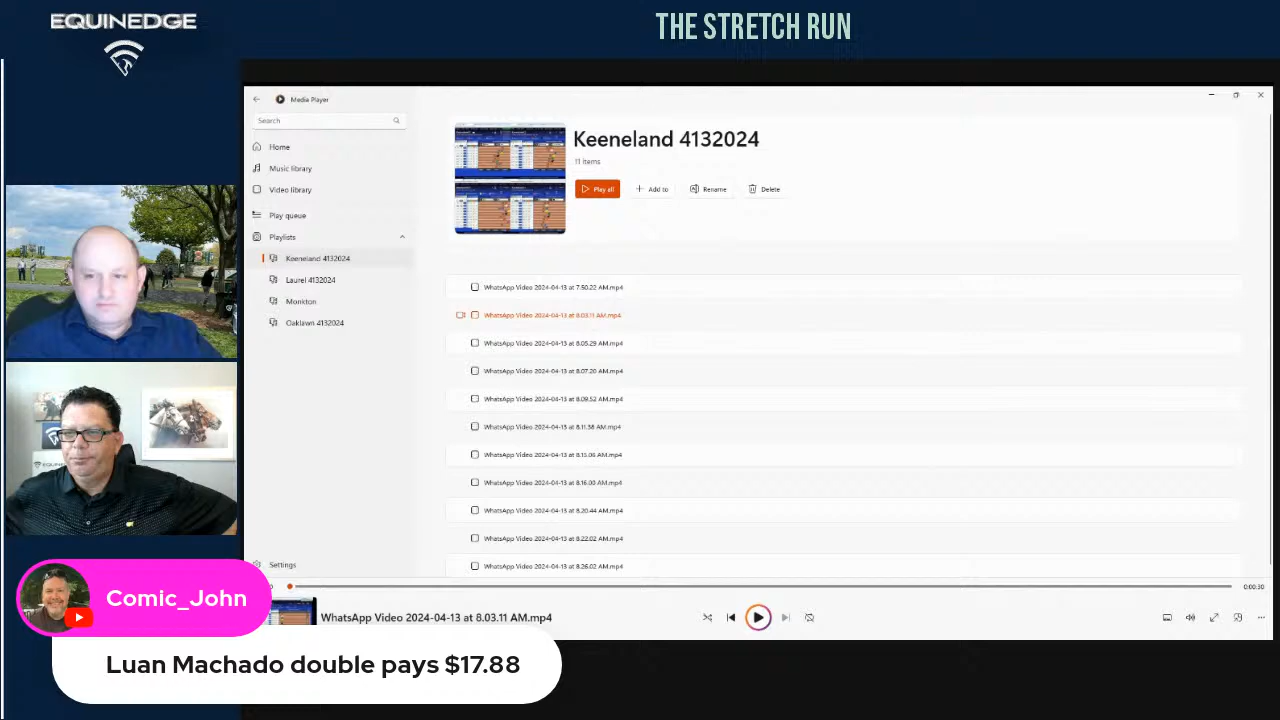 EQUINEDGE
THE STRETCH RUN
Media Player
Search
Home
Music library
Video library
Play queue
Playlists
Keeneland 4132024
Laurel 4132024
Monkton
Oaklawn 4132024
Settings
Keeneland 4132024
11 items
Play all
Add to
Rename
Delete
WhatsApp Video 2024-04-13 at 7.50.22 AM.mp4
WhatsApp Video 2024-04-13 at 8.03.11 AM.mp4
WhatsApp Video 2024-04-13 at 8.05.29 AM.mp4
WhatsApp Video 2024-04-13 at 8.07.20 AM.mp4
WhatsApp Video 2024-04-13 at 8.09.52 AM.mp4
WhatsApp Video 2024-04-13 at 8.11.38 AM.mp4
WhatsApp Video 2024-04-13 at 8.15.06 AM.mp4
WhatsApp Video 2024-04-13 at 8.16.00 AM.mp4
WhatsApp Video 2024-04-13 at 8.20.44 AM.mp4
WhatsApp Video 2024-04-13 at 8.22.02 AM.mp4
WhatsApp Video 2024-04-13 at 8.26.02 AM.mp4
0:00:30
WhatsApp Video 2024-04-13 at 8.03.11 AM.mp4
Comic_John
Luan Machado double pays $17.88